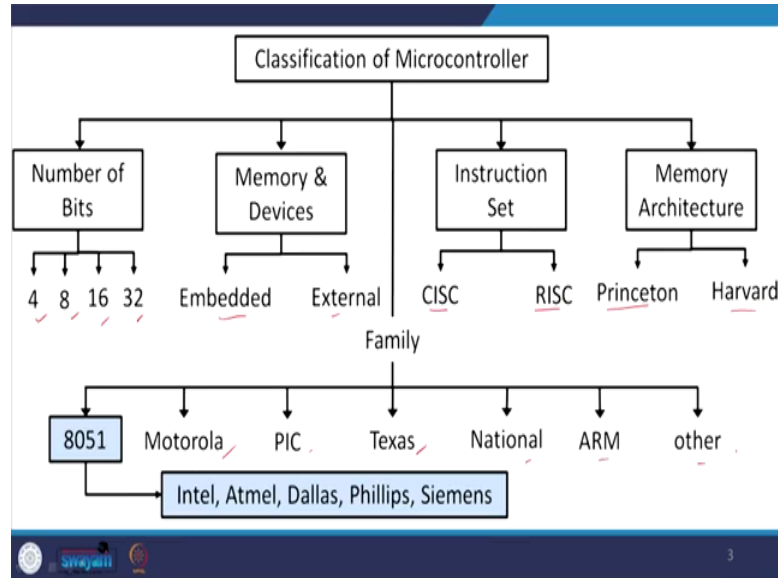 Classification of Microcontroller
Number of
Bits
Memory &
Devices
Instruction
Set
Memory
Architecture
4 8 16 32
Embedded External
CISC RISC
Princeton Harvard
Family
8051 Motorola PIC Texas National ARM other
Intel, Atmel, Dallas, Phillips, Siemens
swayam
3